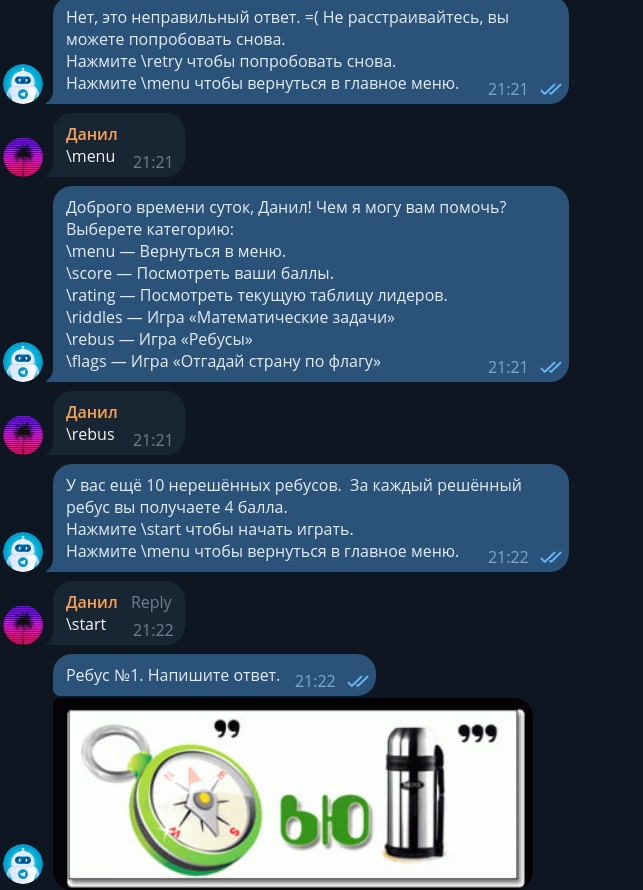 Нет, это неправильный ответ. =( Не расстраивайтесь, вы
можете попробовать снова.
Нажмите \retry чтобы попробовать снова.
Нажмите \menu чтобы вернуться в главное меню.
21:21
Данил
\menu
21:21
Доброго времени суток, Данил! Чем я могу вам помочь?
Выберете категорию:
\menu — Вернуться в меню.
\score — Посмотреть ваши баллы.
\rating — Посмотреть текущую таблицу лидеров.
\riddles — Игра «Математические задачи»
\rebus — Игра «Ребусы»
\flags — Игра «Отгадай страну по флагу»
21:21
Данил
\rebus
21:21
У вас ещё 10 нерешённых ребусов.  За каждый решённый
ребус вы получаете 4 балла.
Нажмите \start чтобы начать играть.
Нажмите \menu чтобы вернуться в главное меню.
21:22
Данил Reply
\start
21:22
Ребус №1. Напишите ответ.
21:22
,,
ью
,,,
N
E
W
S